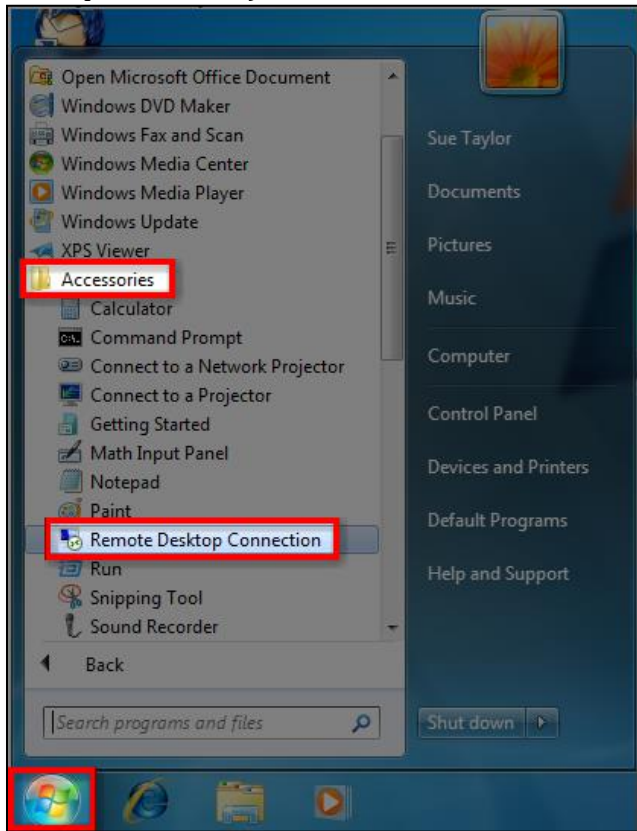 Open Microsoft Office Document
Windows DVD Maker
Windows Fax and Scan
Windows Media Center
Windows Media Player
Windows Update
XPS Viewer
Accessories
Calculator
Command Prompt
Connect to a Network Projector
Connect to a Projector
Getting Started
Math Input Panel
Notepad
Paint
Remote Desktop Connection
Run
Snipping Tool
Sound Recorder
Back
Search programs and files
Sue Taylor
Documents
Pictures
Music
Computer
Control Panel
Devices and Printers
Default Programs
Help and Support
Shut down